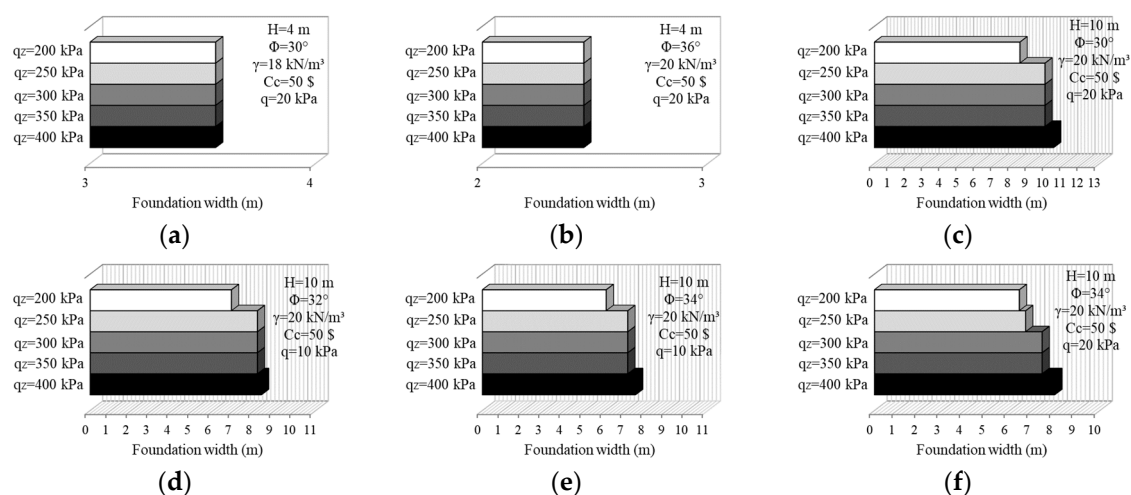 qz=200 kPa
qz=250 kPa
qz=300 kPa
qz=350 kPa
qz=400 kPa
H=4 m
Φ=30°
γ=18 kN/m³
Cc=50 $
q=20 kPa
3 4
Foundation width (m)
(a)
qz=200 kPa
qz=250 kPa
qz=300 kPa
qz=350 kPa
qz=400 kPa
H=4 m
Φ=36°
γ=20 kN/m³
Cc=50 $
q=20 kPa
2 3
Foundation width (m)
(b)
qz=200 kPa
qz=250 kPa
qz=300 kPa
qz=350 kPa
qz=400 kPa
H=10 m
Φ=30°
γ=20 kN/m³
Cc=50 $
q=20 kPa
0 1 2 3 4 5 6 7 8 9 10 11 12 13
Foundation width (m)
(c)
qz=200 kPa
qz=250 kPa
qz=300 kPa
qz=350 kPa
qz=400 kPa
H=10 m
Φ=32°
γ=20 kN/m³
Cc=50 $
q=10 kPa
0 1 2 3 4 5 6 7 8 9 10 11
Foundation width (m)
(d)
qz=200 kPa
qz=250 kPa
qz=300 kPa
qz=350 kPa
qz=400 kPa
H=10 m
Φ=34°
γ=20 kN/m³
Cc=50 $
q=10 kPa
0 1 2 3 4 5 6 7 8 9 10 11
Foundation width (m)
(e)
qz=200 kPa
qz=250 kPa
qz=300 kPa
qz=350 kPa
qz=400 kPa
H=10 m
Φ=34°
γ=20 kN/m³
Cc=50 $
q=20 kPa
0 1 2 3 4 5 6 7 8 9 10
Foundation width (m)
(f)